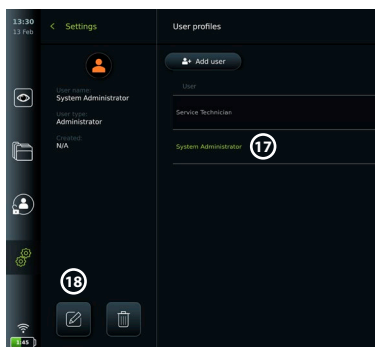 13:30
13 Feb
Settings
User profiles
Add user
User name:
System Administrator
User type:
Administrator
Created:
N/A
User
Service Technician
System Administrator
17
18
1:45